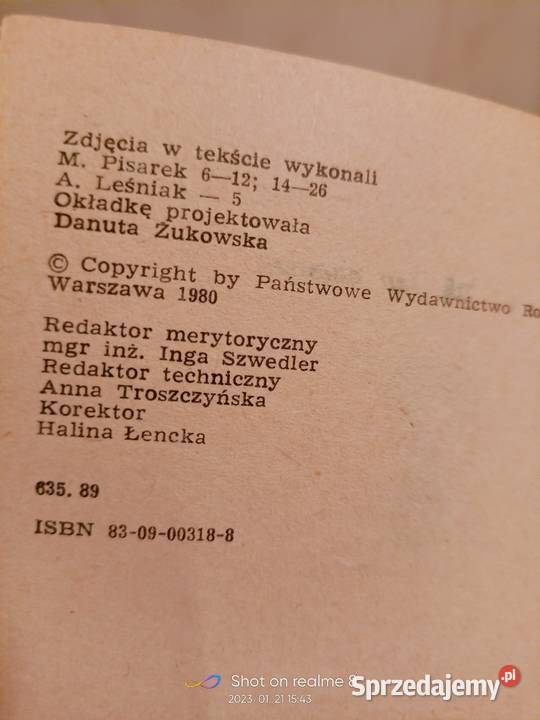 Zdjęcia w tekście wykonali
M. Pisarek 6—12; 14—26
A. Leśniak — 5
Okładkę projektowała
Danuta Żukowska
© Copyright by Państwowe Wydawnictwo Ro
Warszawa 1980
Redaktor merytoryczny
mgr inż. Inga Szwedler
Redaktor techniczny
Anna Troszczyńska
Korektor
Halina Łencka
635. 89
ISBN 83-09-00318-8
Shot on realme 8
2023. 01. 21 15:43
Sprzedajemy.pl